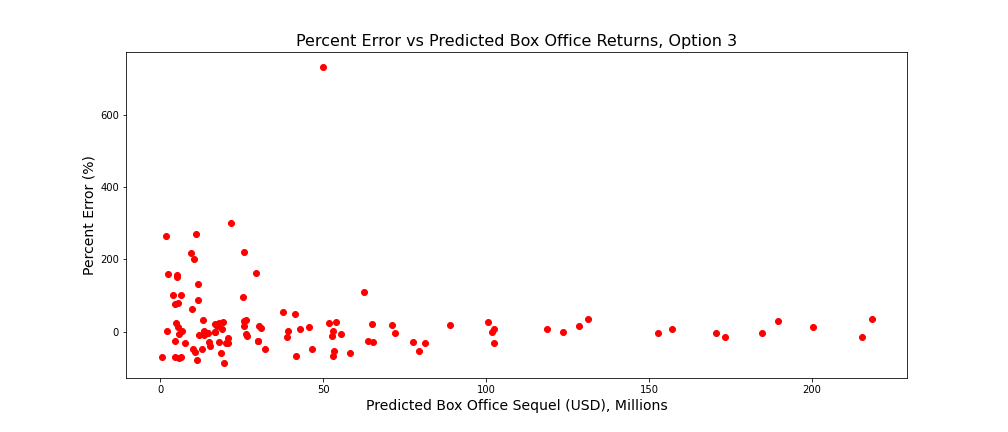 Percent Error vs Predicted Box Office Returns, Option 3
Percent Error (%)
600
400
200
0
0 50 100 150 200
Predicted Box Office Sequel (USD), Millions